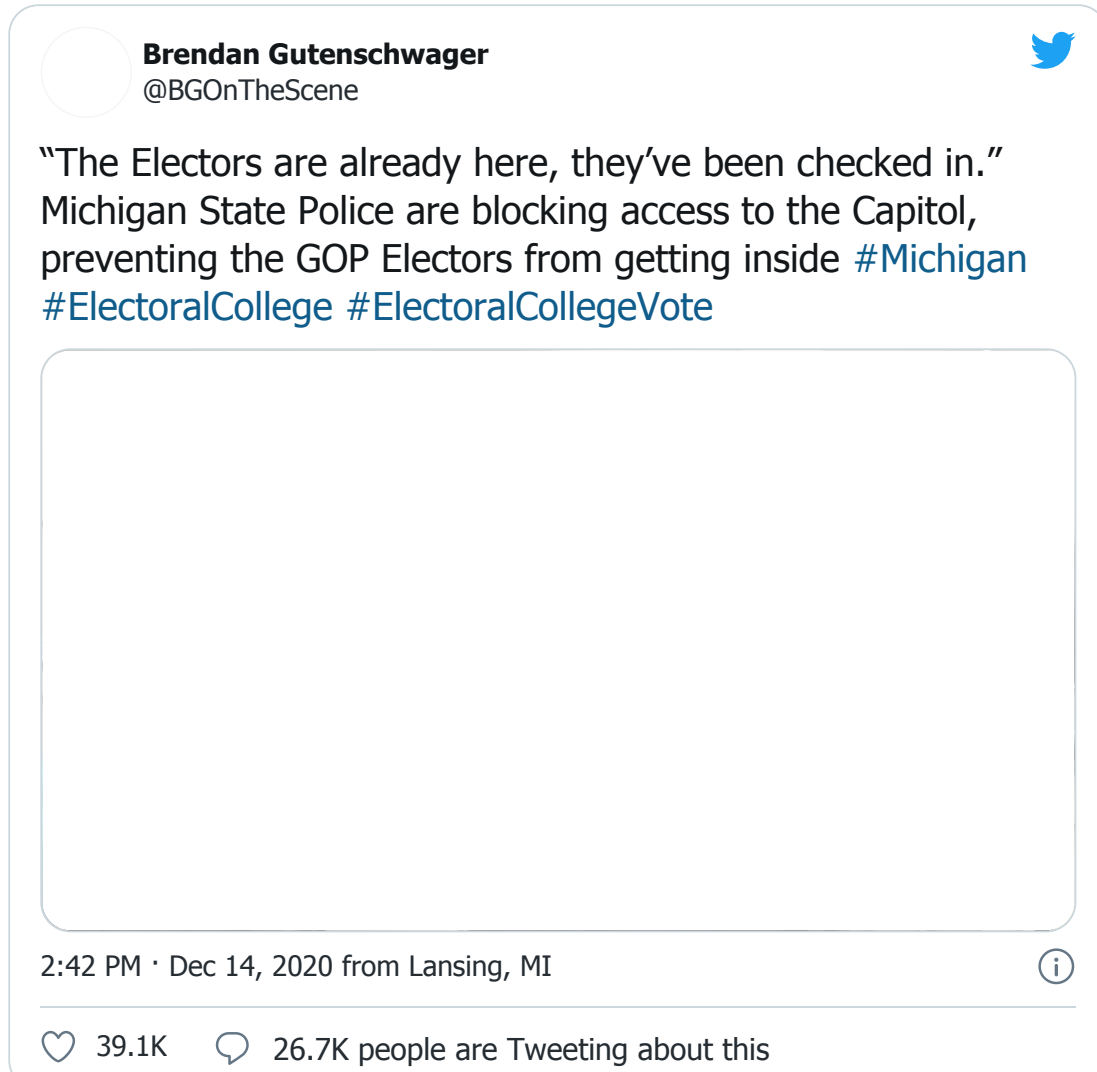 Brendan Gutenschwager
@BGOnTheScene
“The Electors are already here, they’ve been checked in.”
Michigan State Police are blocking access to the Capitol,
preventing the GOP Electors from getting inside #Michigan
#ElectoralCollege #ElectoralCollegeVote
2:42 PM · Dec 14, 2020 from Lansing, MI
39.1K 26.7K people are Tweeting about this